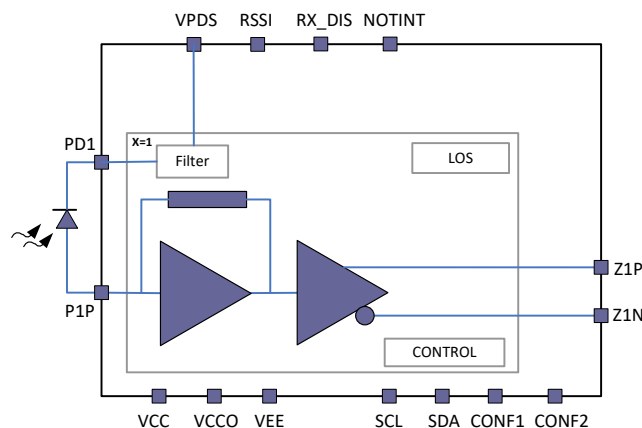 VPDS RSSI RX_DIS NOTINT
X=1
PD1
Filter
LOS
Z1P
P1P
Z1N
CONTROL
VCC VCCO VEE SCL SDA CONF1 CONF2